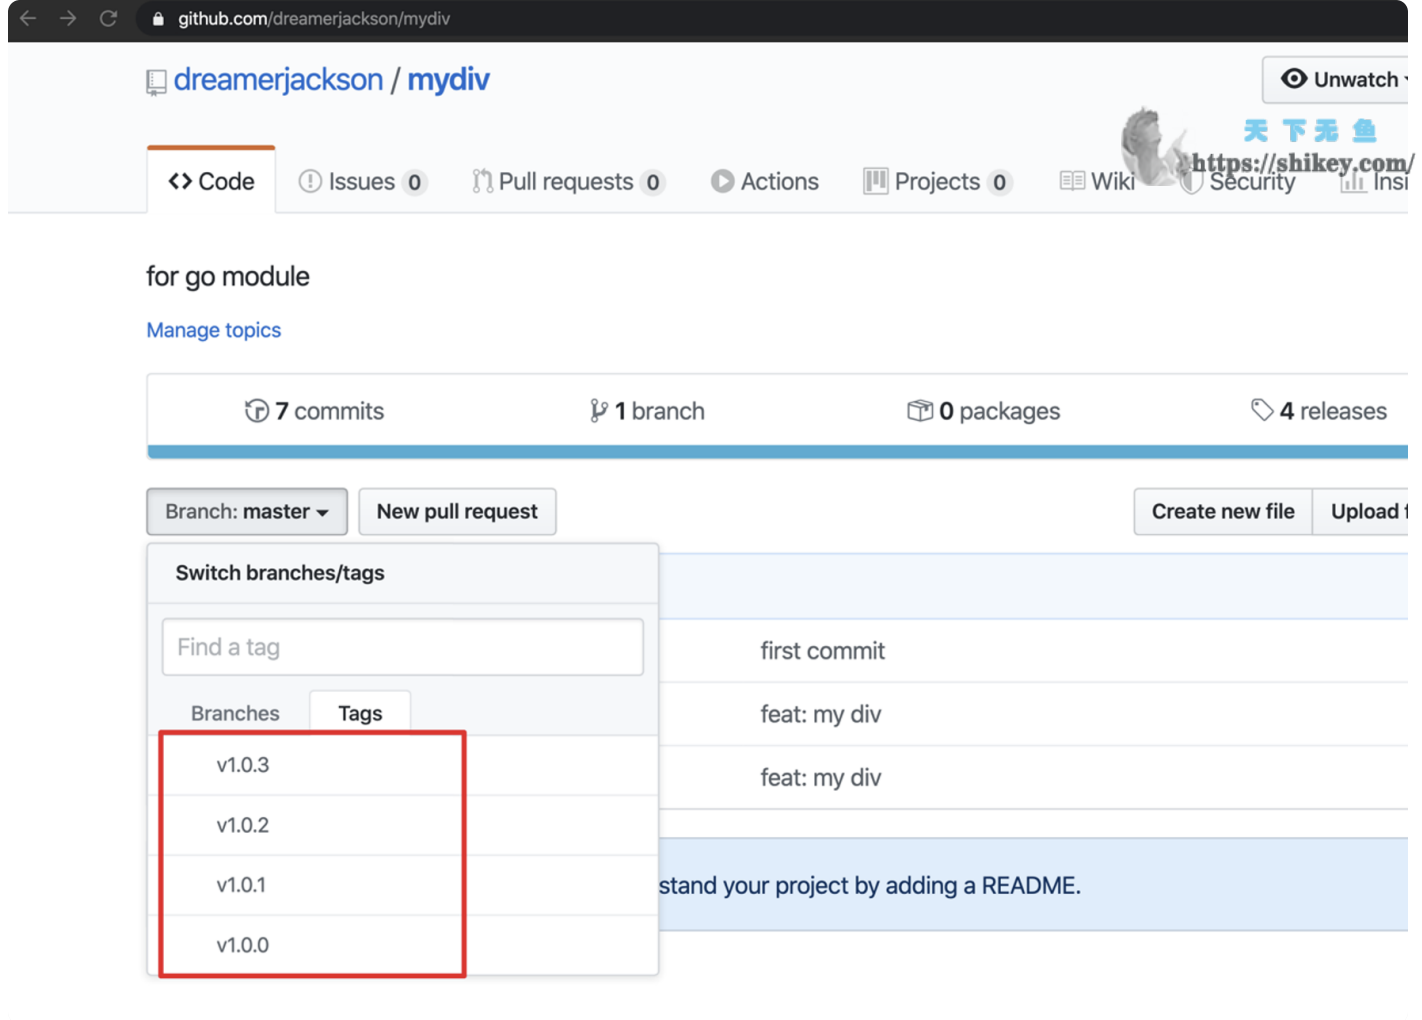 github.com/dreamerjackson/mydiv
dreamerjackson / mydiv
Unwatch
天下无鱼
https://shikey.com/
Code Issues 0 Pull requests 0 Actions Projects 0 Wiki Security Insi
for go module
Manage topics
7 commits 1 branch 0 packages 4 releases
Branch: master New pull request Create new file Upload f
Switch branches/tags
Find a tag
first commit
Branches Tags
feat: my div
v1.0.3
feat: my div
v1.0.2
v1.0.1
stand your project by adding a README.
v1.0.0